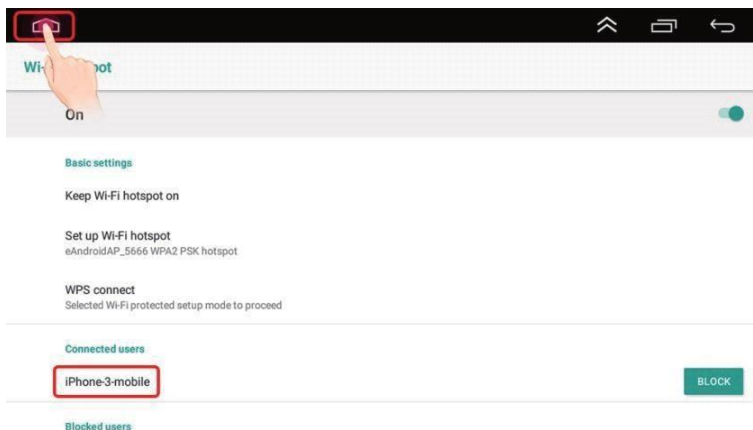 Wi- pot
On
Basic settings
Keep Wi-Fi hotspot on
Set up Wi-Fi hotspot
eAndroidAP_5666 WPA2 PSK hotspot
WPS connect
Selected Wi-Fi protected setup mode to proceed
Connected users
iPhone-3-mobile
BLOCK
Blocked users